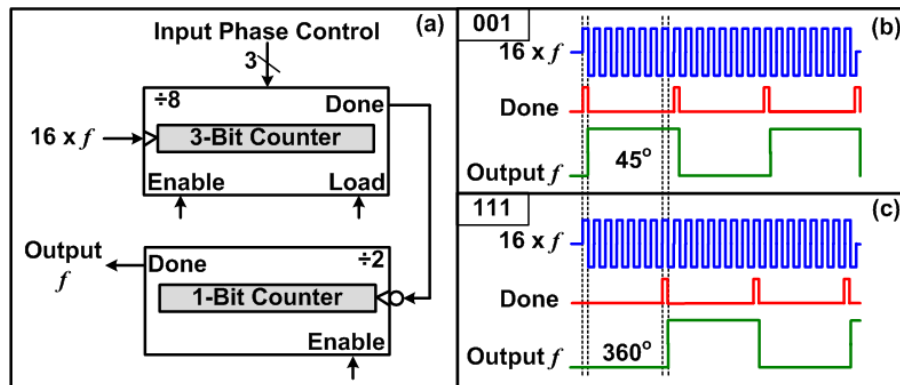 Input Phase Control
(a)
3
÷8
Done
16 x f
3-Bit Counter
Enable
Load
Output
f
Done
÷2
1-Bit Counter
Enable
001
(b)
16 x f
Done
Output f
45°
111
(c)
16 x f
Done
Output f
360°